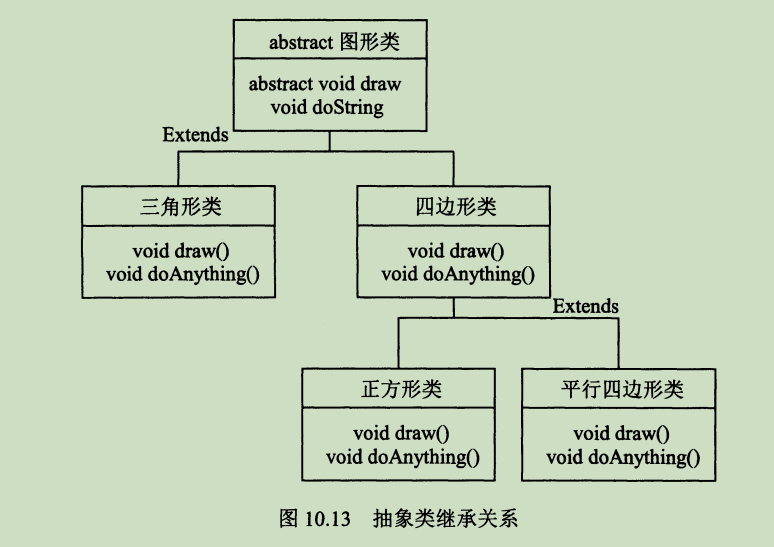 abstract 图形类
abstract void draw
void doString
Extends
三角形类
void draw()
void doAnything()
四边形类
void draw()
void doAnything()
Extends
正方形类
void draw()
void doAnything()
平行四边形类
void draw()
void doAnything()
图 10.13 抽象类继承关系